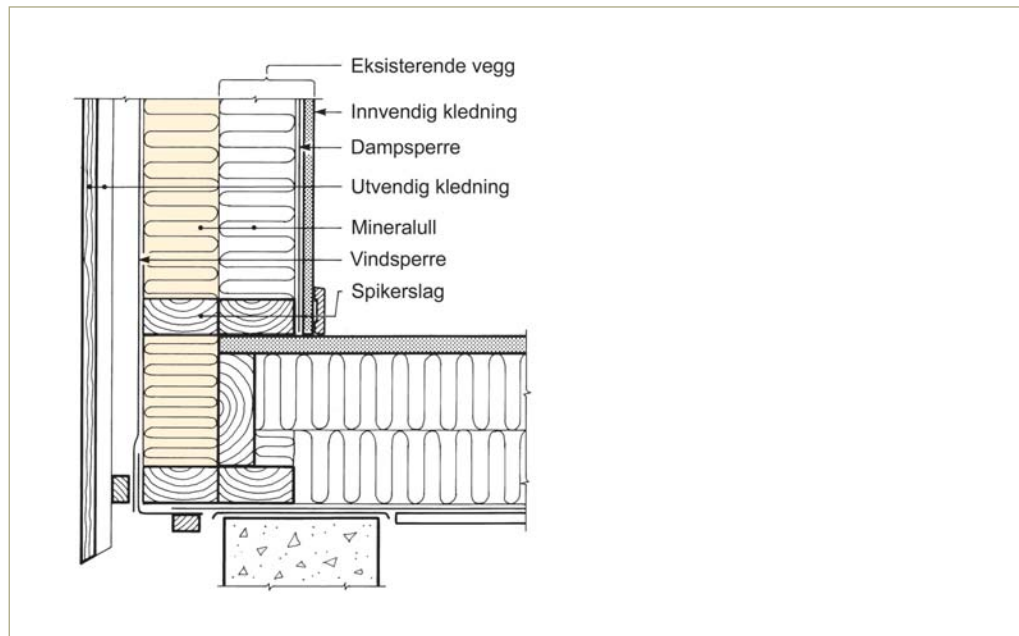 Eksisterende vegg
Innvendig kledning
Dampsperre
Utvendig kledning
Mineralull
Vindsperre
Spikerslag